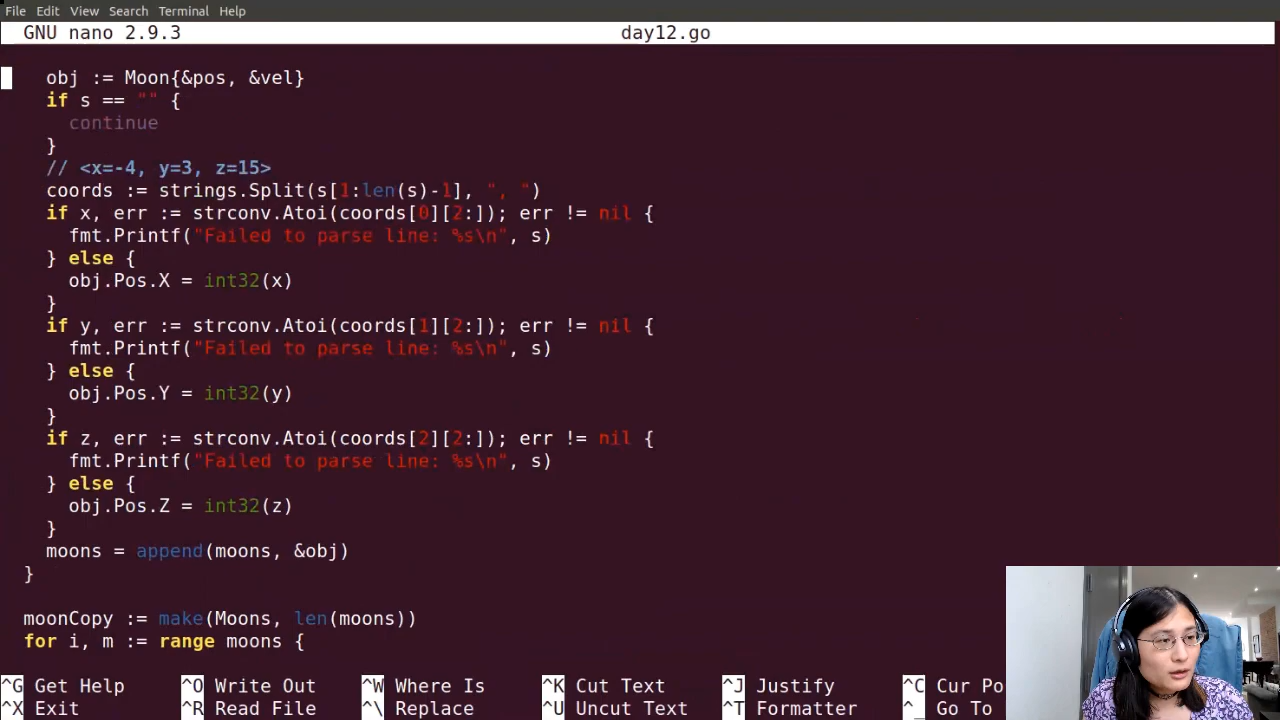 File Edit View Search Terminal Help
GNU nano 2.9.3 day12.go
obj := Moon{&pos, &vel}
if s == "" {
continue
}
// <x=-4, y=3, z=15>
coords := strings.Split(s[1:len(s)-1], ", ")
if x, err := strconv.Atoi(coords[0][2:]); err != nil {
fmt.Printf("Failed to parse line: %s\n", s)
} else {
obj.Pos.X = int32(x)
}
if y, err := strconv.Atoi(coords[1][2:]); err != nil {
fmt.Printf("Failed to parse line: %s\n", s)
} else {
obj.Pos.Y = int32(y)
}
if z, err := strconv.Atoi(coords[2][2:]); err != nil {
fmt.Printf("Failed to parse line: %s\n", s)
} else {
obj.Pos.Z = int32(z)
}
moons = append(moons, &obj)
}
moonCopy := make(Moons, len(moons))
for i, m := range moons {
^G Get Help ^O Write Out ^W Where Is ^K Cut Text ^J Justify ^C Cur Po
^X Exit ^R Read File ^\ Replace ^U Uncut Text ^T Formatter ^_ Go To